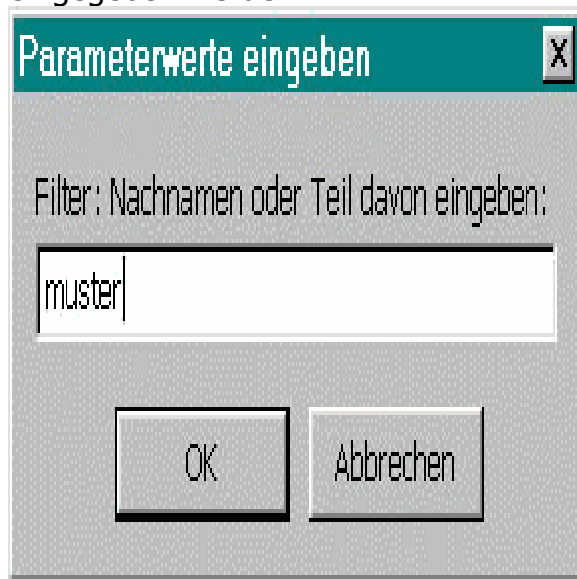 Parameterwerte eingeben X
Filter: Nachnamen oder Teil davon eingeben:
muster
OK Abbrechen